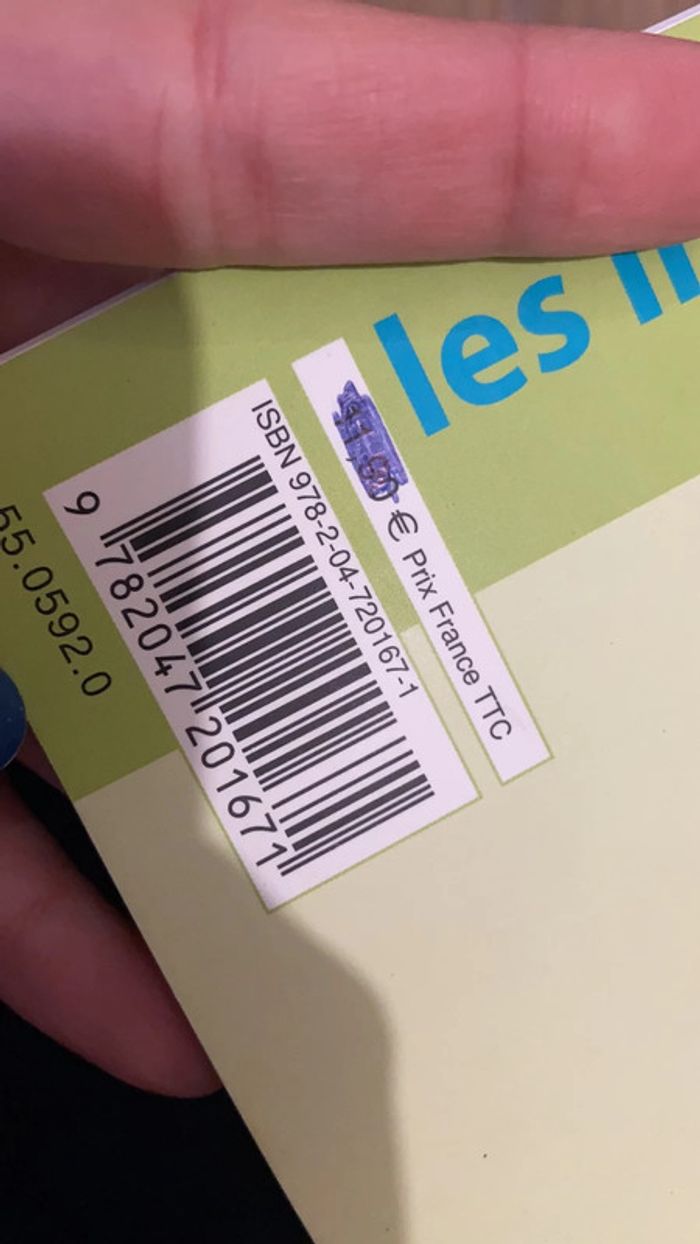 les
€ Prix France TTC
ISBN 978-2-04-720167-1
9 782047 201671
55.0592.0